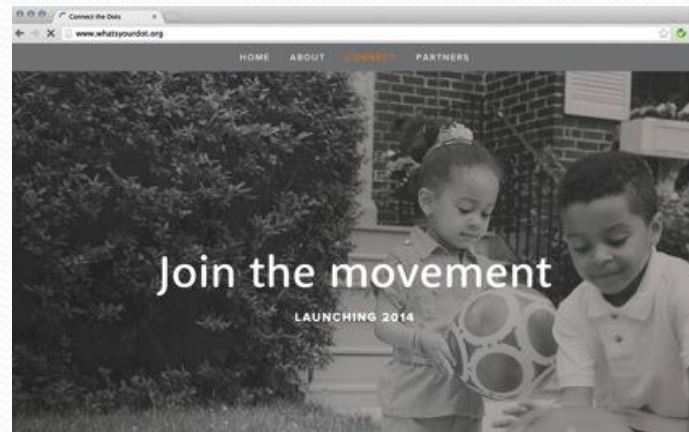 Connect the Dots
www.whatsyourdot.org
HOME ABOUT CONNECT PARTNERS
Join the movement
LAUNCHING 2014